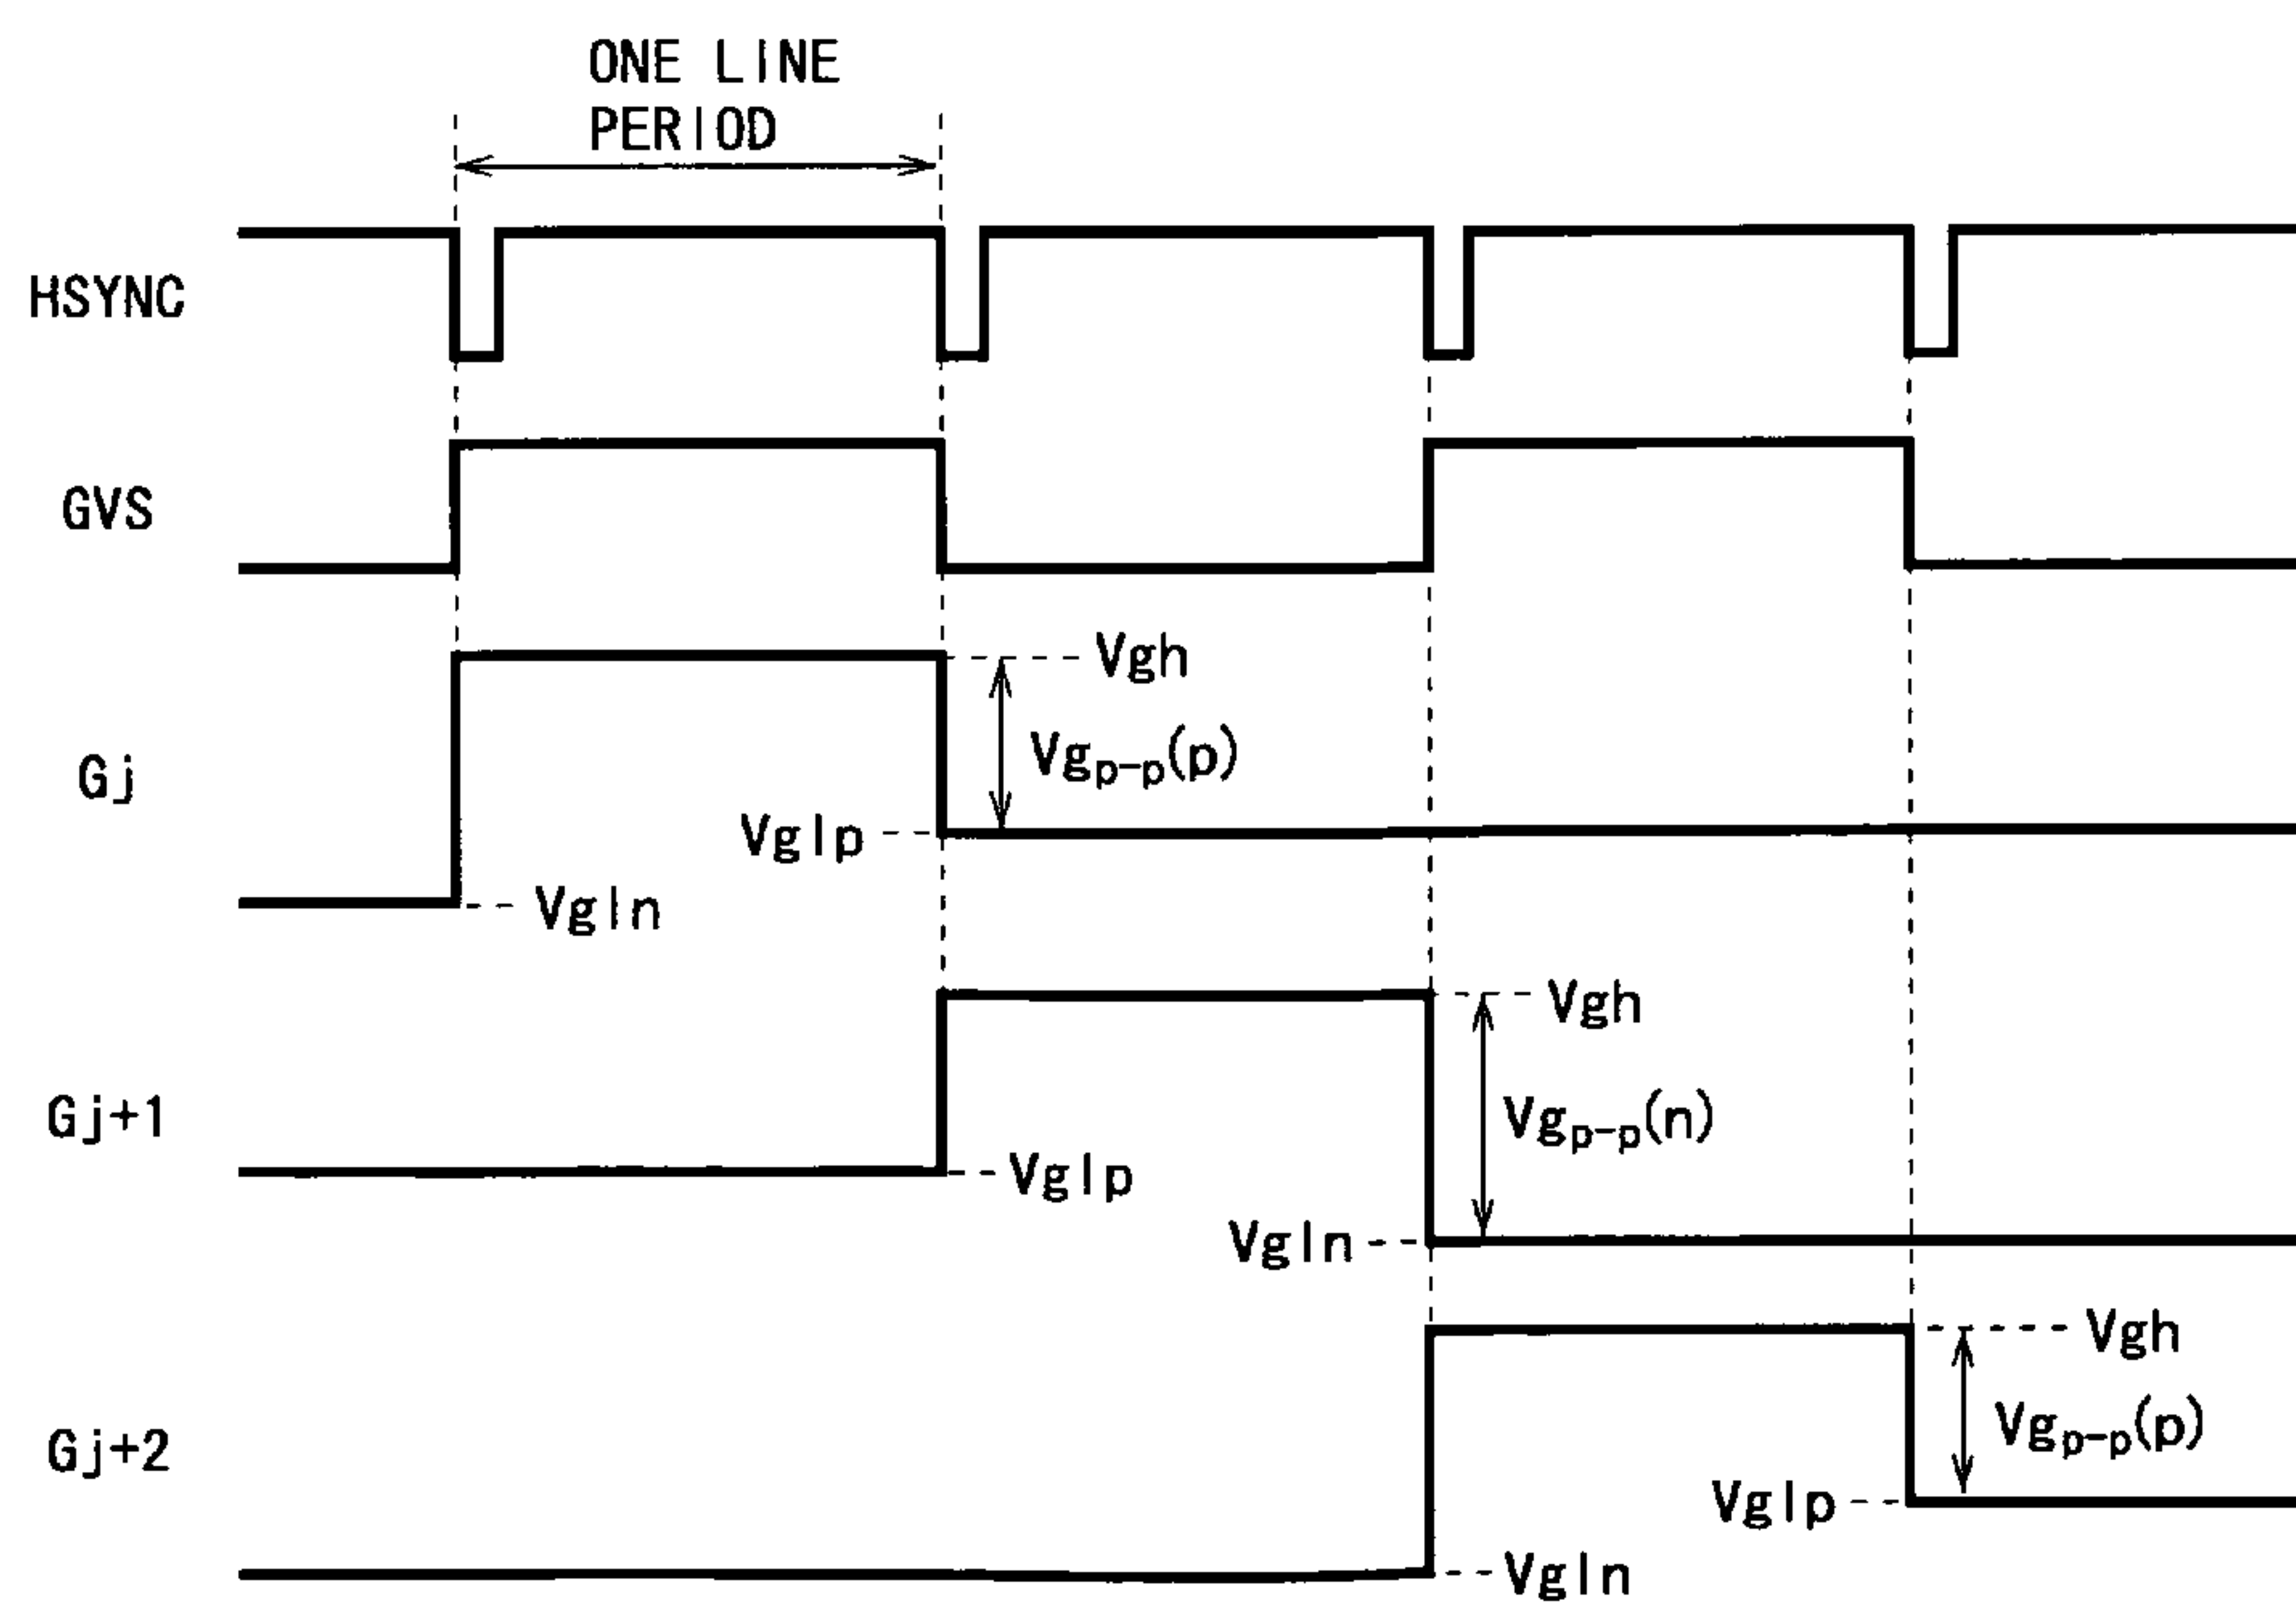 ONE LINE
PERIOD
HSYNC
GVS
Vgh
Vgp-p(p)
Gj
Vglp
Vgln
Vgh
Vgp-p(n)
Gj+1
Vglp
Vgln
Vgh
Vgp-p(p)
Gj+2
Vglp
Vgln